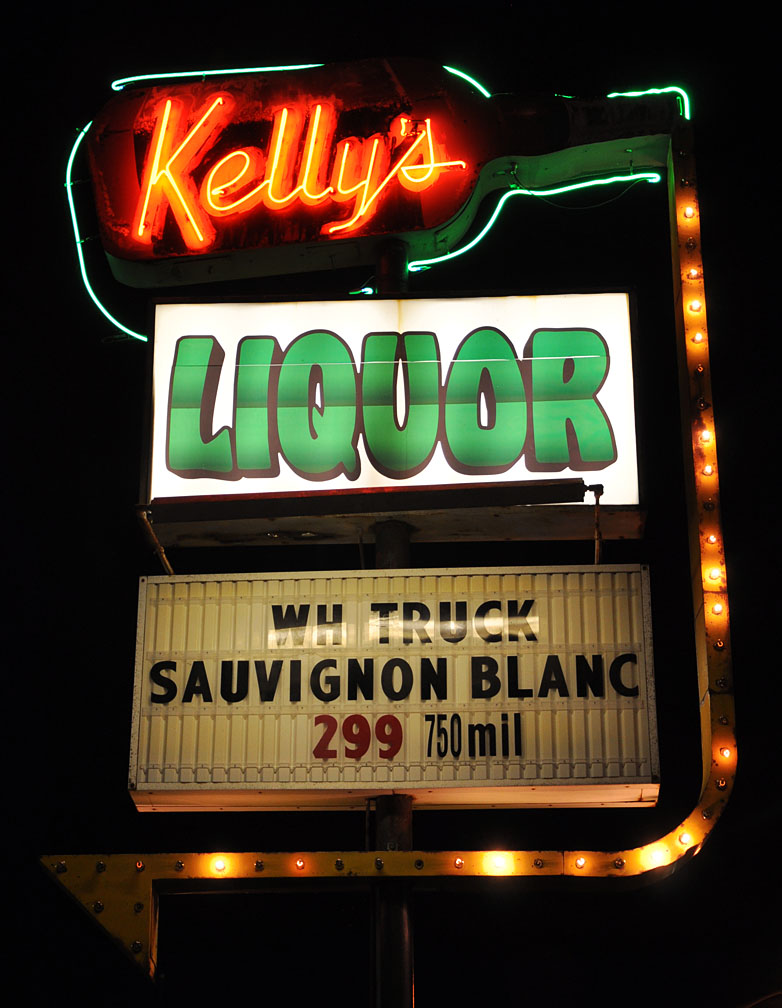 Kelly's
LIQUOR
WH TRUCK
SAUVIGNON BLANC
299 750mil